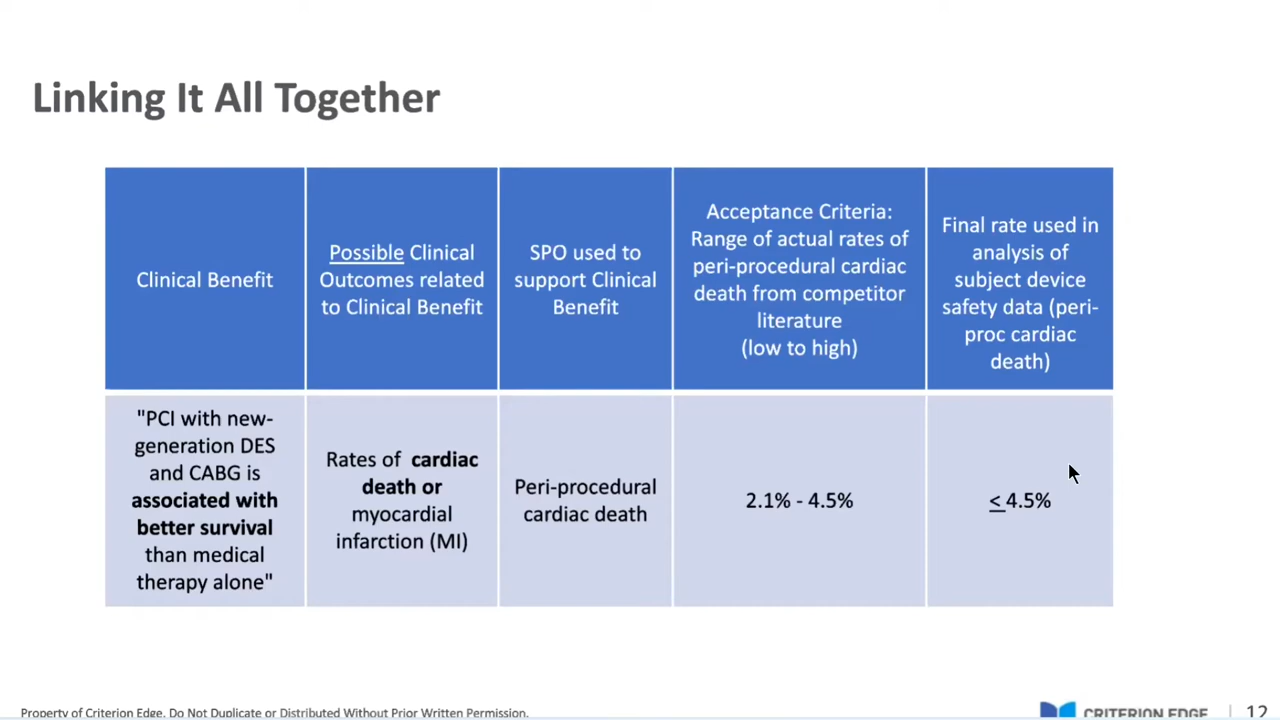 Linking It All Together
Clinical Benefit
Possible Clinical
Outcomes related
to Clinical Benefit
SPO used to
support Clinical
Benefit
Acceptance Criteria:
Range of actual rates of
peri-procedural cardiac
death from competitor
literature
(low to high)
Final rate used in
analysis of
subject device
safety data (peri-
proc cardiac
death)
"PCI with new-
generation DES
and CABG is
associated with
better survival
than medical
therapy alone"
Rates of cardiac
death or
myocardial
infarction (MI)
Peri-procedural
cardiac death
2.1% - 4.5%
≤ 4.5%
Property of Criterion Edge. Do Not Duplicate or Distributed Without Prior Written Permission.
CRITERION EDGE
12